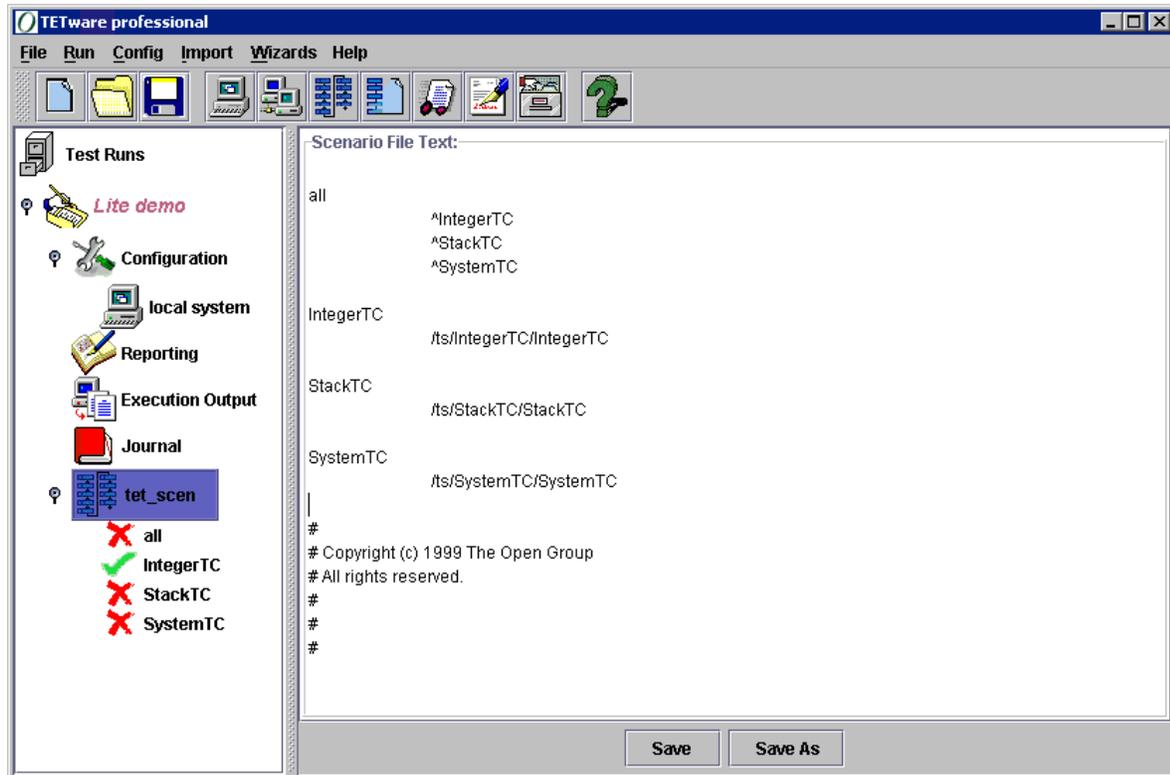 TETware professional
File Run Config Import Wizards Help
Test Runs
Lite demo
Configuration
local system
Reporting
Execution Output
Journal
tet_scen
all
IntegerTC
StackTC
SystemTC
Scenario File Text:
all
^IntegerTC
^StackTC
^SystemTC
IntegerTC
/ts/IntegerTC/IntegerTC
StackTC
/ts/StackTC/StackTC
SystemTC
/ts/SystemTC/SystemTC
#
# Copyright (c) 1999 The Open Group
# All rights reserved.
#
#
#
Save Save As